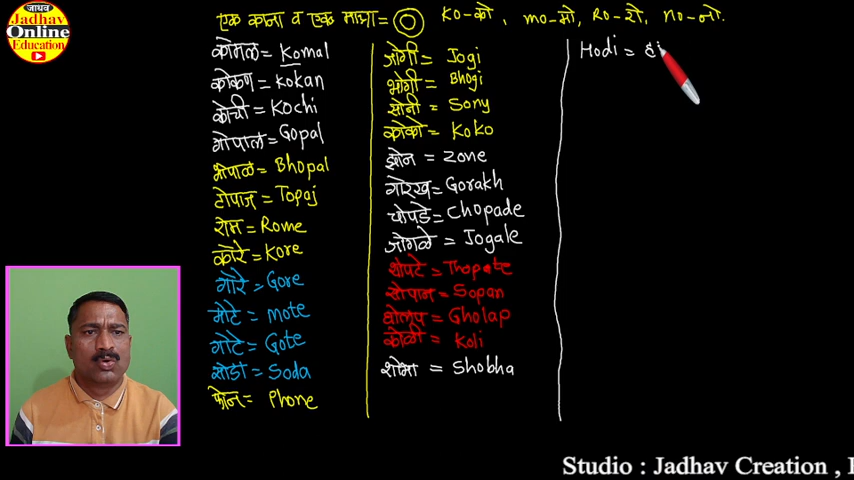 जाधव
Jadhav
Online
Education
एक काना व एक मात्रा = O Ko-को, mo-मो, Ro-रो, no-नो.
कोमल = Komal
कोकण = Kokan
कोची = Kochi
गोपाल = Gopal
भोपाळ = Bhopal
टोपाज = Topaj
रोम = Rome
कोरे = Kore
गोरे = Gore
मोटे = mote
गोटे = Gote
सोडा = Soda
फोन = Phone
जोगी = Jogi
भोगी = Bhogi
सोनी = Sony
कोको = Koko
झोन = Zone
गोरख = Gorakh
चोपडे = Chopade
जोगळे = Jogale
थोपटे = Thopate
सोपान = Sopan
घोलप = Gholap
कोळी = Koli
शोभा = Shobha
Hodi =
Studio : Jadhav Creation ,